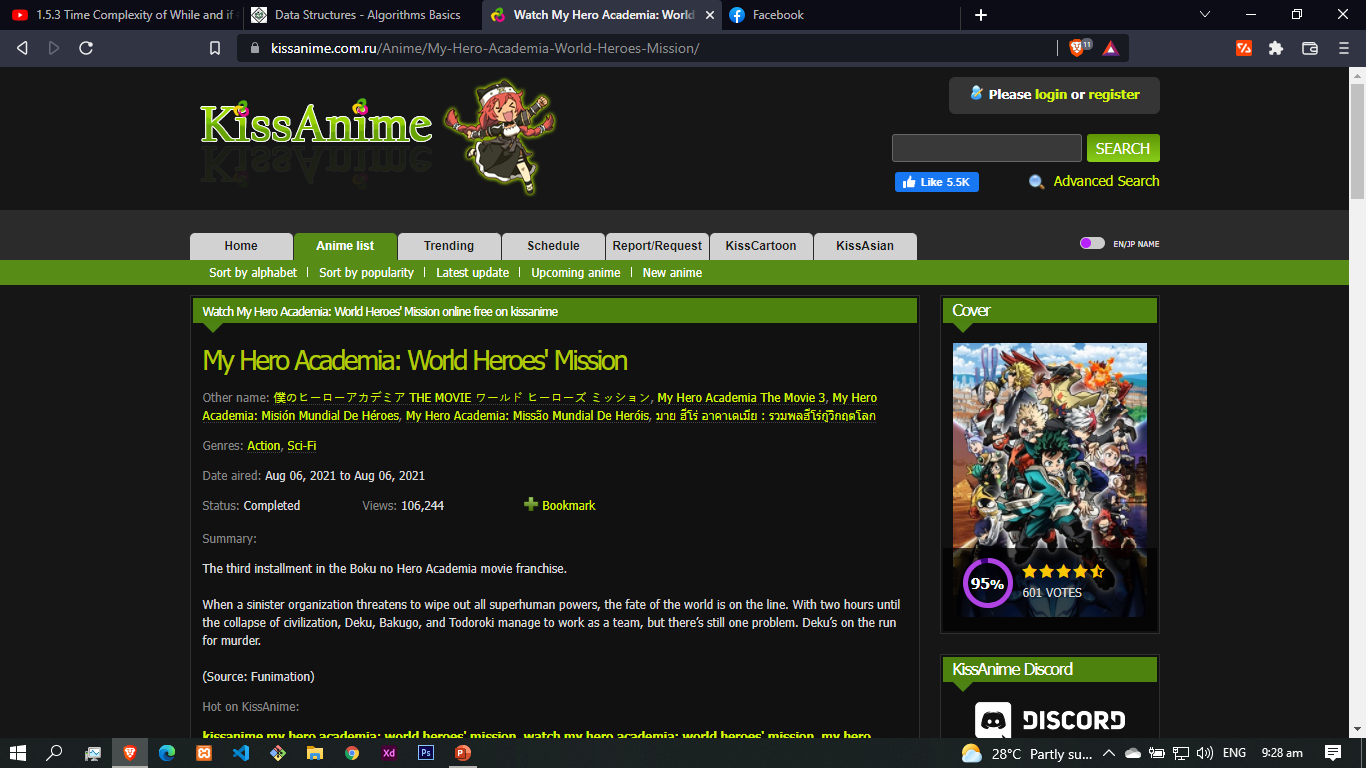 1.5.3 Time Complexity of While and if
Data Structures - Algorithms Basics
Watch My Hero Academia: World
Facebook
kissanime.com.ru/Anime/My-Hero-Academia-World-Heroes-Mission/
11
KissAnime
Please login or register
SEARCH
Like 5.5K
Advanced Search
Home
Anime list
Trending
Schedule
Report/Request
KissCartoon
KissAsian
EN/JP NAME
Sort by alphabet
Sort by popularity
Latest update
Upcoming anime
New anime
Watch My Hero Academia: World Heroes' Mission online free on kissanime
My Hero Academia: World Heroes' Mission
Other name: 僕のヒーローアカデミア THE MOVIE ワールド ヒーローズ ミッション, My Hero Academia The Movie 3, My Hero
Academia: Misión Mundial De Héroes, My Hero Academia: Missão Mundial De Heróis, มาย ฮีโร่ อาคาเดเมีย : รวมพลฮีโร่กู้วิกฤตโลก
Genres: Action, Sci-Fi
Date aired: Aug 06, 2021 to Aug 06, 2021
Status: Completed
Views: 106,244
Bookmark
Summary:
The third installment in the Boku no Hero Academia movie franchise.
When a sinister organization threatens to wipe out all superhuman powers, the fate of the world is on the line. With two hours until
the collapse of civilization, Deku, Bakugo, and Todoroki manage to work as a team, but there’s still one problem. Deku’s on the run
for murder.
(Source: Funimation)
Hot on KissAnime:
kissanime my hero academia: world heroes' mission, watch my hero academia: world heroes' mission, my hero
Cover
95%
601 VOTES
KissAnime Discord
DISCORD
Xd
Ps
28°C Partly su...
ENG
9:28 am